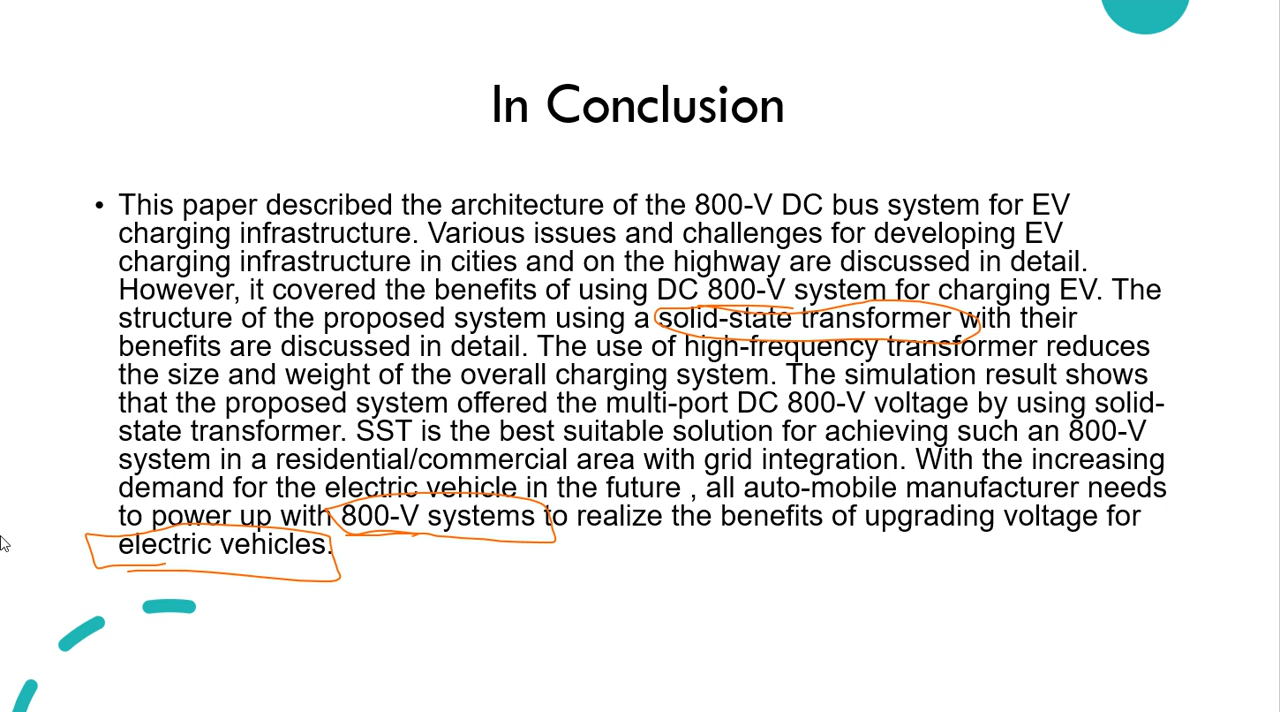 In Conclusion
• This paper described the architecture of the 800-V DC bus system for EV
charging infrastructure. Various issues and challenges for developing EV
charging infrastructure in cities and on the highway are discussed in detail.
However, it covered the benefits of using DC 800-V system for charging EV. The
structure of the proposed system using a solid-state transformer with their
benefits are discussed in detail. The use of high-frequency transformer reduces
the size and weight of the overall charging system. The simulation result shows
that the proposed system offered the multi-port DC 800-V voltage by using solid-
state transformer. SST is the best suitable solution for achieving such an 800-V
system in a residential/commercial area with grid integration. With the increasing
demand for the electric vehicle in the future , all auto-mobile manufacturer needs
to power up with 800-V systems to realize the benefits of upgrading voltage for
electric vehicles.